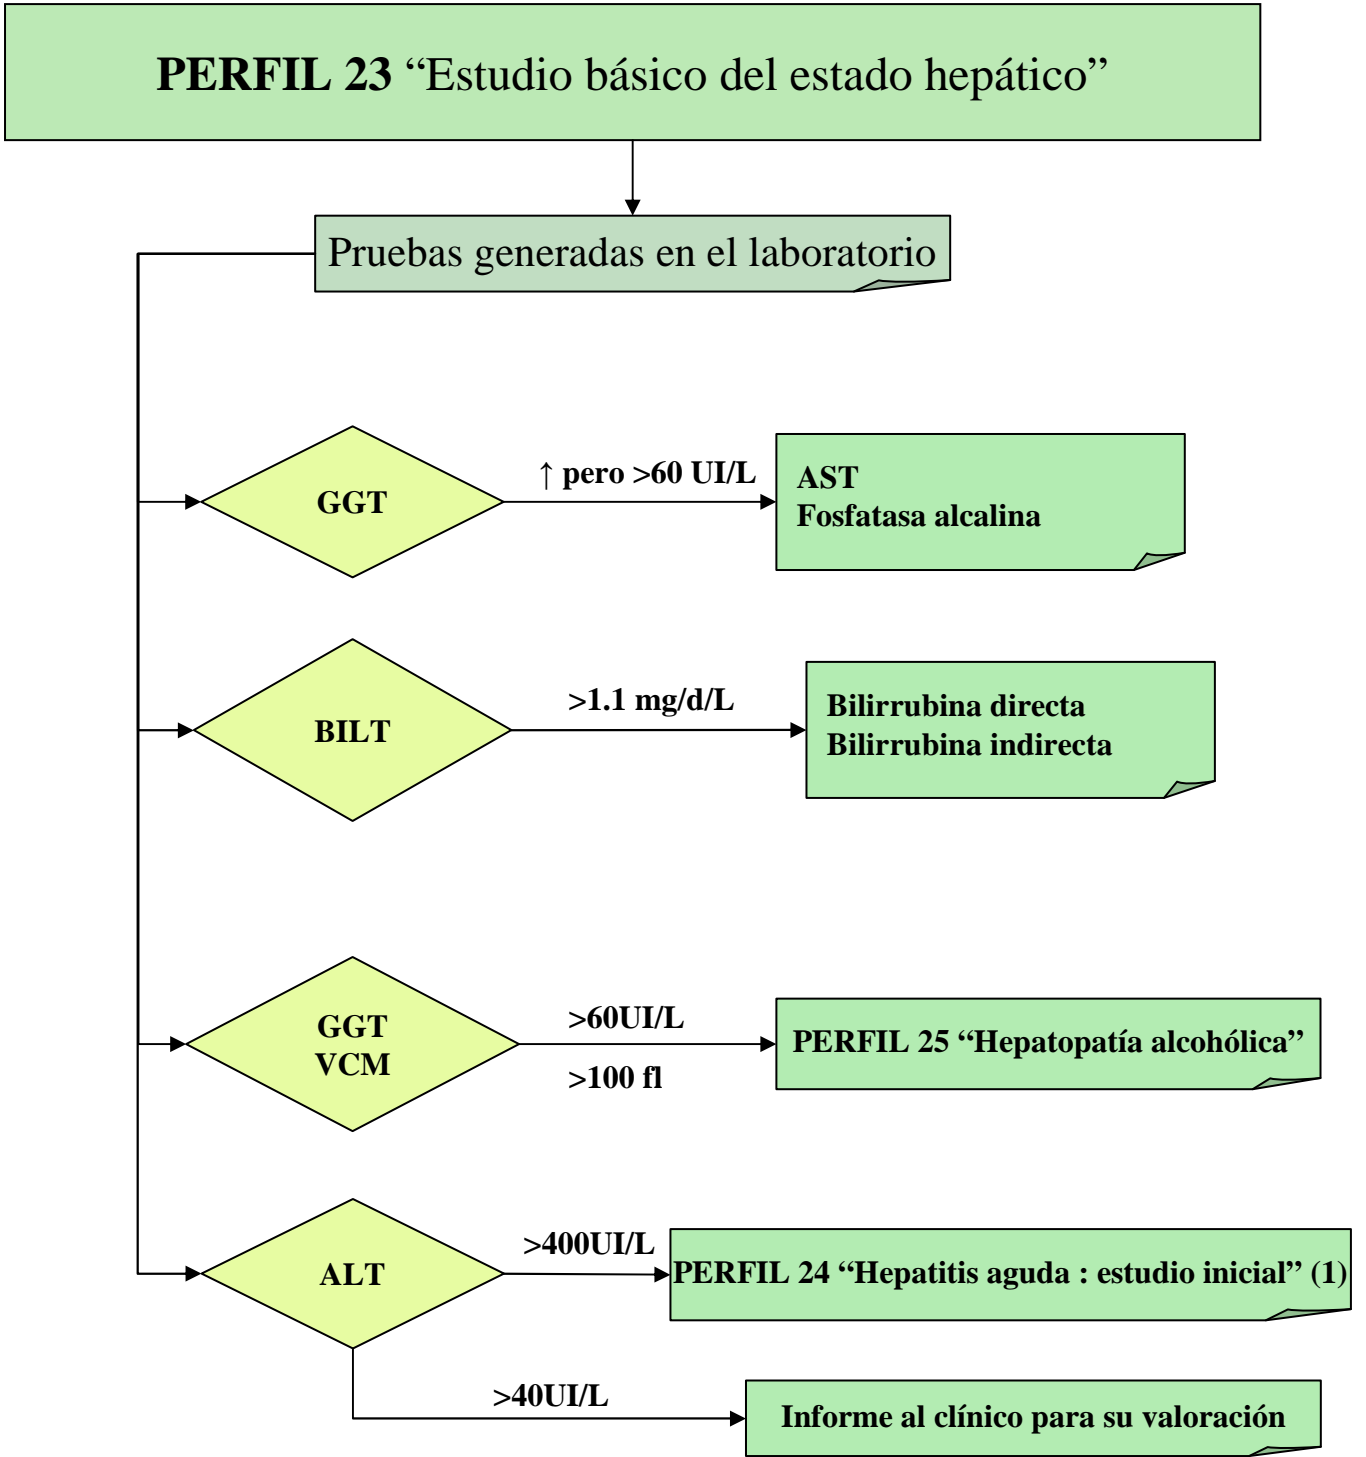 PERFIL 23 “Estudio básico del estado hepático”
Pruebas generadas en el laboratorio
GGT
↑ pero >60 UI/L
AST
Fosfatasa alcalina
BILT
>1.1 mg/d/L
Bilirrubina directa
Bilirrubina indirecta
GGT
VCM
>60UI/L
>100 fl
PERFIL 25 “Hepatopatía alcohólica”
ALT
>400UI/L
PERFIL 24 “Hepatitis aguda : estudio inicial” (1)
>40UI/L
Informe al clínico para su valoración